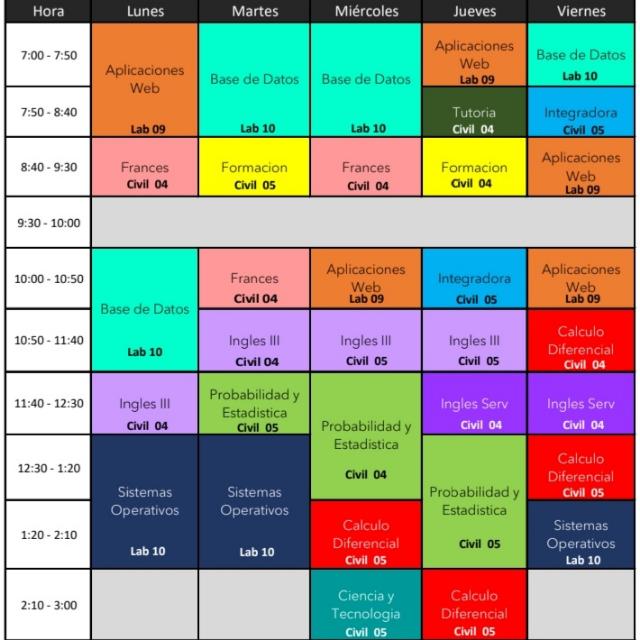 Hora Lunes Martes Miércoles Jueves Viernes
7:00 - 7:50
Aplicaciones
Web
Lab 09
Base de Datos
Lab 10
Base de Datos
Lab 10
Aplicaciones
Web
Lab 09
Base de Datos
Lab 10
7:50 - 8:40
Tutoria
Civil 04
Integradora
Civil 05
8:40 - 9:30
Frances
Civil 04
Formacion
Civil 05
Frances
Civil 04
Formacion
Civil 04
Aplicaciones
Web
Lab 09
9:30 - 10:00
10:00 - 10:50
Base de Datos
Lab 10
Frances
Civil 04
Aplicaciones
Web
Lab 09
Integradora
Civil 05
Aplicaciones
Web
Lab 09
10:50 - 11:40
Ingles III
Civil 04
Ingles III
Civil 05
Ingles III
Civil 05
Calculo
Diferencial
Civil 04
11:40 - 12:30
Ingles III
Civil 04
Probabilidad y
Estadistica
Civil 05
Probabilidad y
Estadistica
Civil 04
Ingles Serv
Civil 04
Ingles Serv
Civil 04
12:30 - 1:20
Sistemas
Operativos
Lab 10
Sistemas
Operativos
Lab 10
Probabilidad y
Estadistica
Civil 05
Calculo
Diferencial
Civil 05
1:20 - 2:10
Calculo
Diferencial
Civil 05
Sistemas
Operativos
Lab 10
2:10 - 3:00
Ciencia y
Tecnologia
Civil 05
Calculo
Diferencial
Civil 05